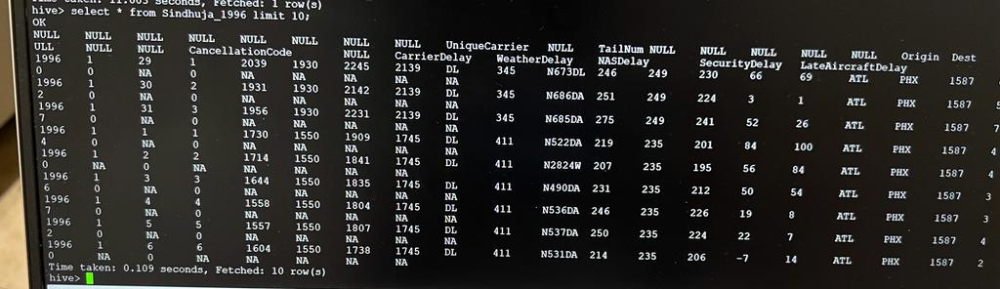 Time taken: 11.603 seconds, Fetched: 1 row(s)
hive> select * from Sindhuja_1996 limit 10;
OK
NULL NULL NULL NULL NULL NULL NULL NULL UniqueCarrier NULL TailNum NULL NULL NULL NULL NULL Origin Dest
ULL NULL NULL CancellationCode NULL CarrierDelay WeatherDelay NASDelay SecurityDelay LateAircraftDelay
1996 1 29 1 2039 1930 2245 2139 DL 345 N673DL 246 249 230 66 69 ATL PHX 1587
0 0 NA 0 NA NA NA NA NA
1996 1 30 2 1931 1930 2142 2139 DL 345 N686DA 251 249 224 3 1 ATL PHX 1587 5
2 0 NA 0 NA NA NA NA NA
1996 1 31 3 1956 1930 2231 2139 DL 345 N685DA 275 249 241 52 26 ATL PHX 1587 7
7 0 NA 0 NA NA NA NA NA
1996 1 1 1 1730 1550 1909 1745 DL 411 N522DA 219 235 201 84 100 ATL PHX 1587 4
4 0 NA 0 NA NA NA NA NA
1996 1 2 2 1714 1550 1841 1745 DL 411 N2824W 207 235 195 56 84 ATL PHX 1587 4
0 NA 0 NA NA NA NA NA
1996 1 3 3 1644 1550 1835 1745 DL 411 N490DA 231 235 212 50 54 ATL PHX 1587 3
6 0 NA 0 NA NA NA NA NA
1996 1 4 4 1558 1550 1804 1745 DL 411 N536DA 246 235 226 19 8 ATL PHX 1587 3
7 0 NA 0 NA NA NA NA NA
1996 1 5 5 1557 1550 1807 1745 DL 411 N537DA 250 235 224 22 7 ATL PHX 1587 4
2 0 NA 0 NA NA NA NA NA
1996 1 6 6 1604 1550 1738 1745 DL 411 N531DA 214 235 206 -7 14 ATL PHX 1587 2
0 NA 0 NA NA NA NA
Time taken: 0.109 seconds, Fetched: 10 row(s)
hive>